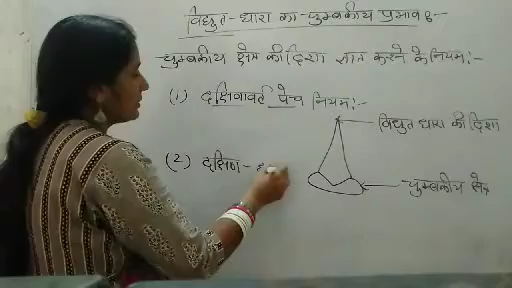 विद्युत-धारा का-चुम्बकीय प्रभाव :-
चुम्बकीय क्षेत्र की दिशा ज्ञात करने के नियम:-
(1) दक्षिणावर्त पेंच नियम:-
विद्युत धारा की दिशा
(2) दक्षिण-
चुम्बकीय क्षेत्र